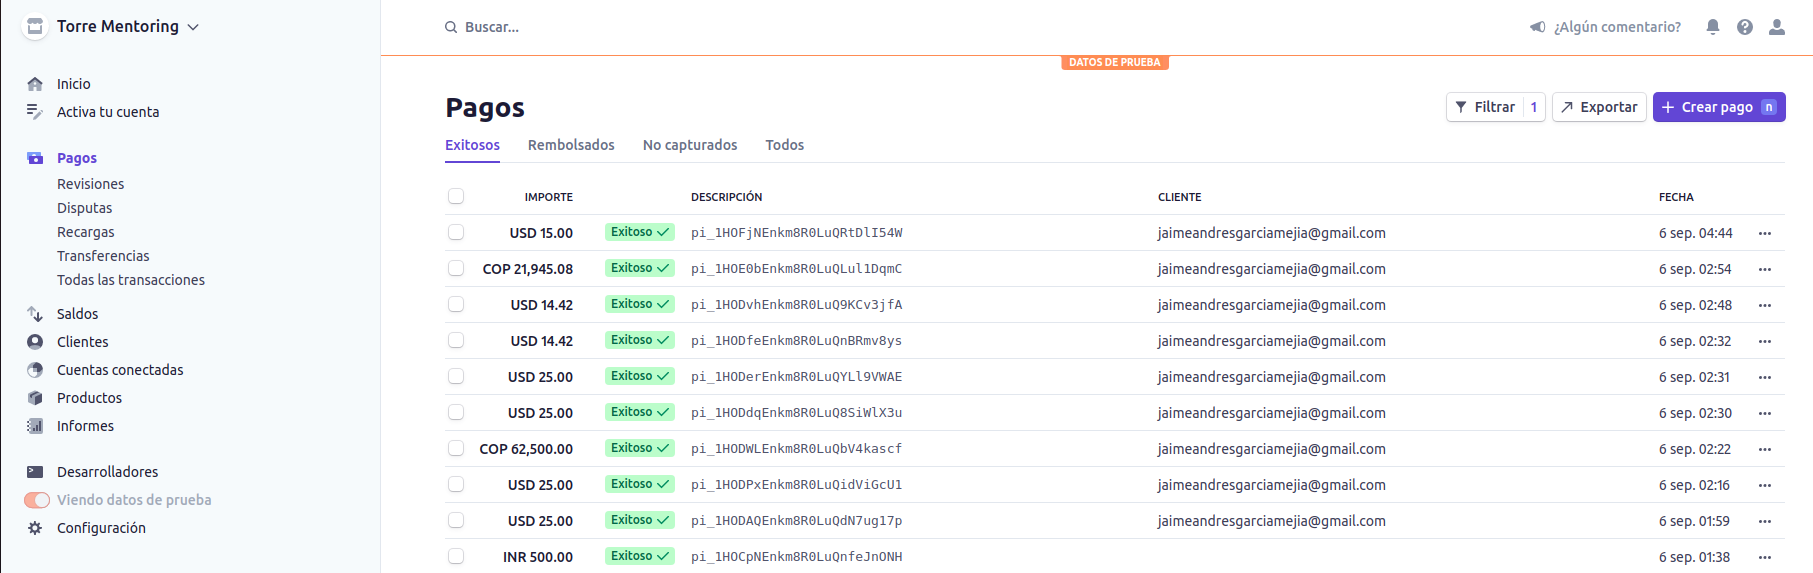 Torre Mentoring
Buscar...
¿Algún comentario?
DATOS DE PRUEBA
Inicio
Activa tu cuenta
Pagos
Revisiones
Disputas
Recargas
Transferencias
Todas las transacciones
Saldos
Clientes
Cuentas conectadas
Productos
Informes
Desarrolladores
Viendo datos de prueba
Configuración
Pagos
Filtrar 1 Exportar + Crear pago n
Exitosos Rembolsados No capturados Todos
IMPORTE DESCRIPCIÓN CLIENTE FECHA
USD 15.00 Exitoso pi_1HOFjNEnkm8R0LuQRtDlI54W jaimeandresgarciamejia@gmail.com 6 sep. 04:44
COP 21,945.08 Exitoso pi_1HOE0bEnkm8R0LuQLul1DqmC jaimeandresgarciamejia@gmail.com 6 sep. 02:54
USD 14.42 Exitoso pi_1HODvhEnkm8R0LuQ9KCv3jfA jaimeandresgarciamejia@gmail.com 6 sep. 02:48
USD 14.42 Exitoso pi_1HODfeEnkm8R0LuQnBRmv8ys jaimeandresgarciamejia@gmail.com 6 sep. 02:32
USD 25.00 Exitoso pi_1HODerEnkm8R0LuQYLl9VWAE jaimeandresgarciamejia@gmail.com 6 sep. 02:31
USD 25.00 Exitoso pi_1HODdqEnkm8R0LuQ8SiWlX3u jaimeandresgarciamejia@gmail.com 6 sep. 02:30
COP 62,500.00 Exitoso pi_1HODWLEnkm8R0LuQbV4kascf jaimeandresgarciamejia@gmail.com 6 sep. 02:22
USD 25.00 Exitoso pi_1HODPxEnkm8R0LuQidViGcU1 jaimeandresgarciamejia@gmail.com 6 sep. 02:16
USD 25.00 Exitoso pi_1HODAQEnkm8R0LuQdN7ug17p jaimeandresgarciamejia@gmail.com 6 sep. 01:59
INR 500.00 Exitoso pi_1HOCpNEnkm8R0LuQnfeJnONH 6 sep. 01:38